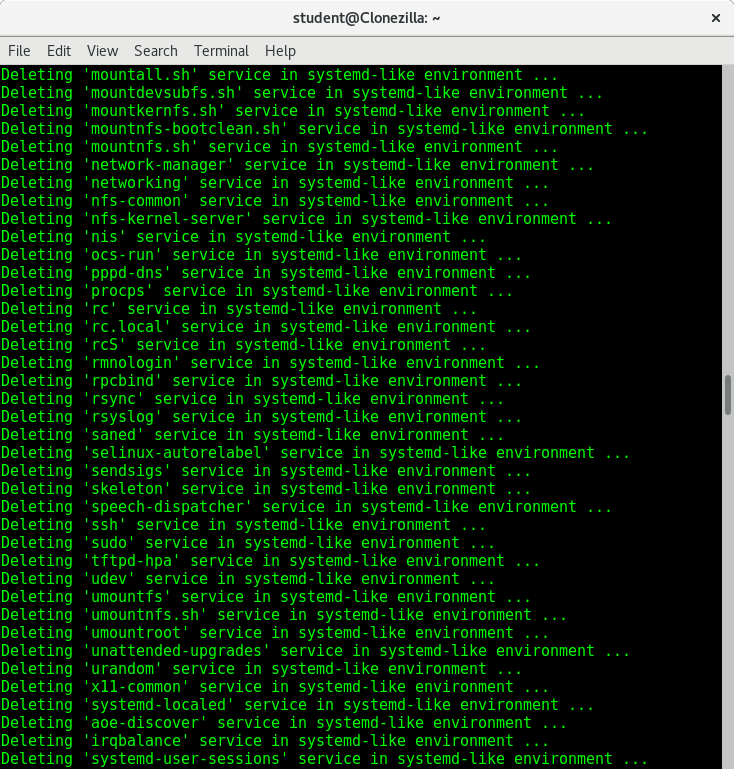 student@Clonezilla: ~
File Edit View Search Terminal Help
Deleting 'mountall.sh' service in systemd-like environment ...
Deleting 'mountdevsubfs.sh' service in systemd-like environment ...
Deleting 'mountkernfs.sh' service in systemd-like environment ...
Deleting 'mountnfs-bootclean.sh' service in systemd-like environment ...
Deleting 'mountnfs.sh' service in systemd-like environment ...
Deleting 'network-manager' service in systemd-like environment ...
Deleting 'networking' service in systemd-like environment ...
Deleting 'nfs-common' service in systemd-like environment ...
Deleting 'nfs-kernel-server' service in systemd-like environment ...
Deleting 'nis' service in systemd-like environment ...
Deleting 'ocs-run' service in systemd-like environment ...
Deleting 'pppd-dns' service in systemd-like environment ...
Deleting 'procps' service in systemd-like environment ...
Deleting 'rc' service in systemd-like environment ...
Deleting 'rc.local' service in systemd-like environment ...
Deleting 'rcS' service in systemd-like environment ...
Deleting 'rmnologin' service in systemd-like environment ...
Deleting 'rpcbind' service in systemd-like environment ...
Deleting 'rsync' service in systemd-like environment ...
Deleting 'rsyslog' service in systemd-like environment ...
Deleting 'saned' service in systemd-like environment ...
Deleting 'selinux-autorelabel' service in systemd-like environment ...
Deleting 'sendsigs' service in systemd-like environment ...
Deleting 'skeleton' service in systemd-like environment ...
Deleting 'speech-dispatcher' service in systemd-like environment ...
Deleting 'ssh' service in systemd-like environment ...
Deleting 'sudo' service in systemd-like environment ...
Deleting 'tftpd-hpa' service in systemd-like environment ...
Deleting 'udev' service in systemd-like environment ...
Deleting 'umountfs' service in systemd-like environment ...
Deleting 'umountnfs.sh' service in systemd-like environment ...
Deleting 'umountroot' service in systemd-like environment ...
Deleting 'unattended-upgrades' service in systemd-like environment ...
Deleting 'urandom' service in systemd-like environment ...
Deleting 'x11-common' service in systemd-like environment ...
Deleting 'systemd-localed' service in systemd-like environment ...
Deleting 'aoe-discover' service in systemd-like environment ...
Deleting 'irqbalance' service in systemd-like environment ...
Deleting 'systemd-user-sessions' service in systemd-like environment ...